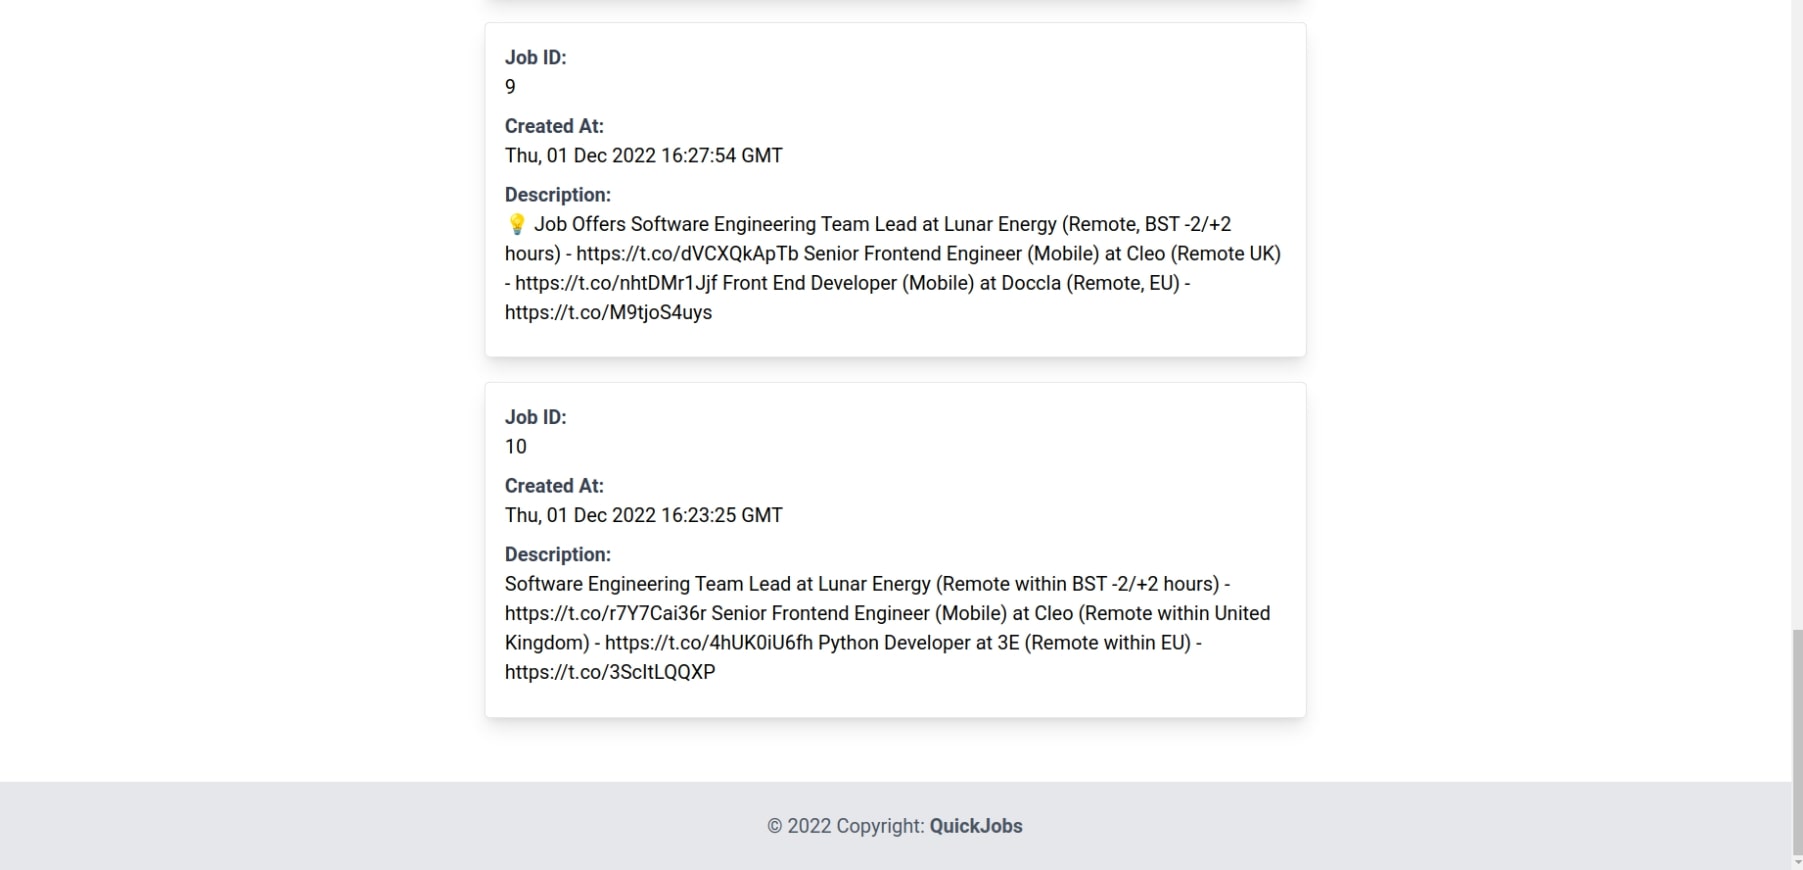 Job ID:
9
Created At:
Thu, 01 Dec 2022 16:27:54 GMT
Description:
💡 Job Offers Software Engineering Team Lead at Lunar Energy (Remote, BST -2/+2
hours) - https://t.co/dVCXQkApTb Senior Frontend Engineer (Mobile) at Cleo (Remote UK)
- https://t.co/nhtDMr1Jjf Front End Developer (Mobile) at Doccla (Remote, EU) -
https://t.co/M9tjoS4uys
Job ID:
10
Created At:
Thu, 01 Dec 2022 16:23:25 GMT
Description:
Software Engineering Team Lead at Lunar Energy (Remote within BST -2/+2 hours) -
https://t.co/r7Y7Cai36r Senior Frontend Engineer (Mobile) at Cleo (Remote within United
Kingdom) - https://t.co/4hUK0iU6fh Python Developer at 3E (Remote within EU) -
https://t.co/3ScItLQQXP
© 2022 Copyright: QuickJobs